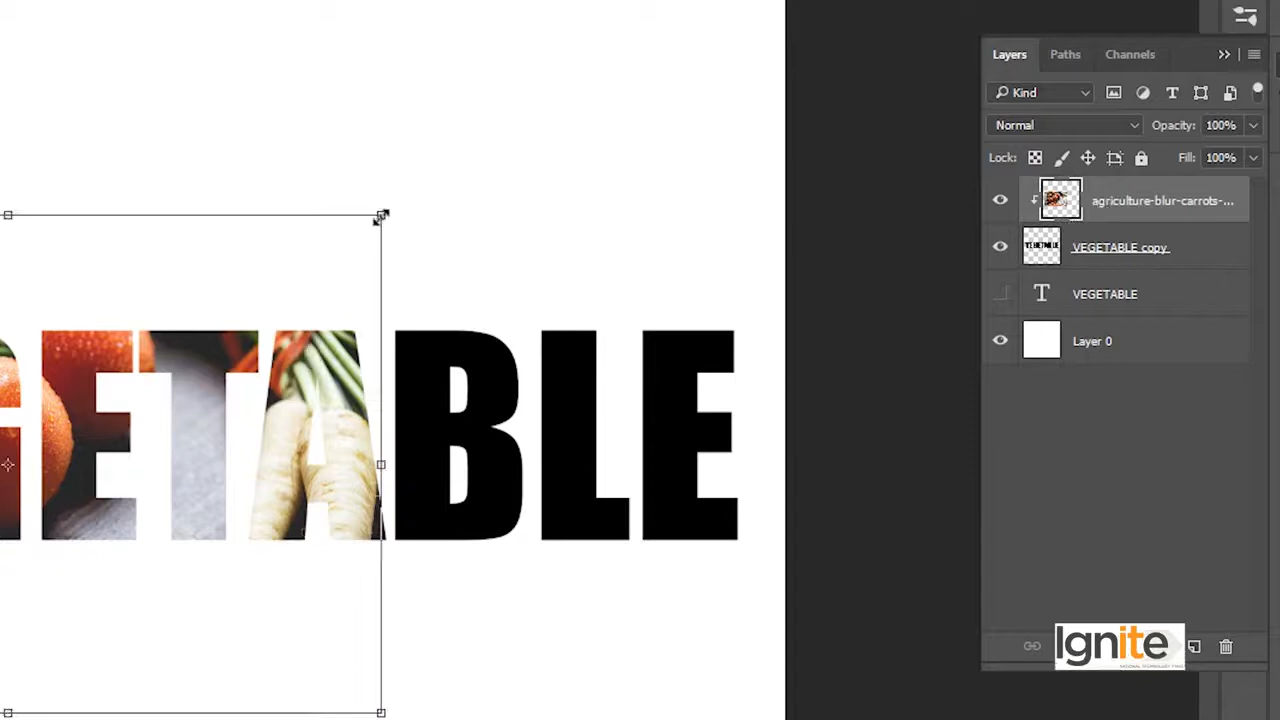 Layers Paths Channels
Kind
Normal Opacity: 100%
Lock: Fill: 100%
agriculture-blur-carrots-...
VEGETABLE copy
VEGETABLE
Layer 0
GETABLE
Ignite